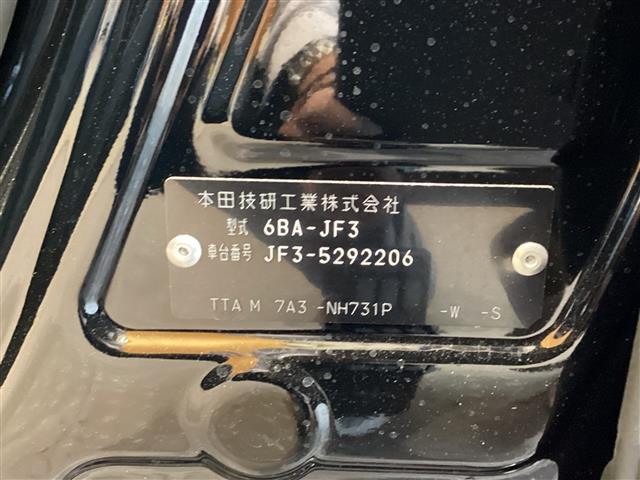 本田技研工業株式会社
型式 6BA-JF3
車台番号 JF3-5292206
TTA M 7A3 -NH731P -W -S